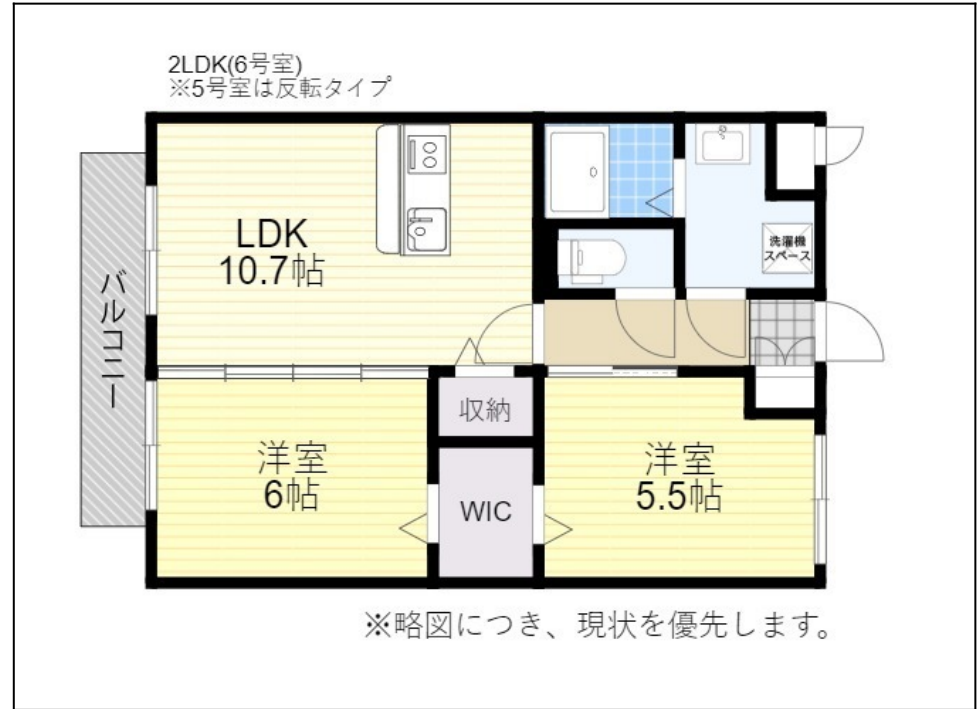 2LDK(6号室)
※5号室は反転タイプ
LDK
10.7帖
洗濯機
スペース
バルコニー
収納
洋室
6帖
WIC
洋室
5.5帖
※略図につき、現状を優先します。